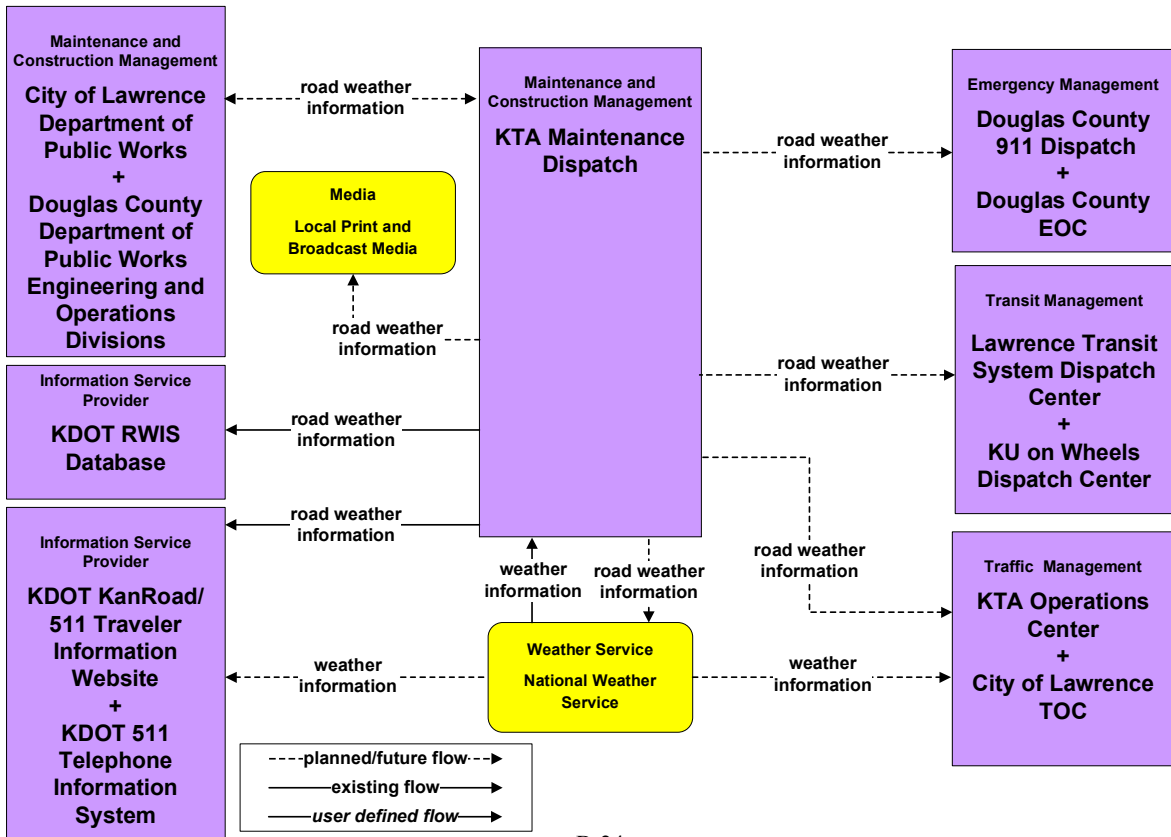 Maintenance and
Construction Management
City of Lawrence
Department of
Public Works
+
Douglas County
Department of
Public Works
Engineering and
Operations
Divisions
road weather
information
Maintenance and
Construction Management
KTA Maintenance
Dispatch
road weather
information
Emergency Management
Douglas County
911 Dispatch
+
Douglas County
EOC
Media
Local Print and
Broadcast Media
road weather
information
Information Service
Provider
KDOT RWIS
Database
road weather
information
road weather
information
Transit Management
Lawrence Transit
System Dispatch
Center
+
KU on Wheels
Dispatch Center
Information Service
Provider
KDOT KanRoad/
511 Traveler
Information
Website
+
KDOT 511
Telephone
Information
System
road weather
information
weather
information
road weather
information
road weather
information
Traffic Management
KTA Operations
Center
+
City of Lawrence
TOC
weather
information
Weather Service
National Weather
Service
weather
information
planned/future flow
existing flow
user defined flow